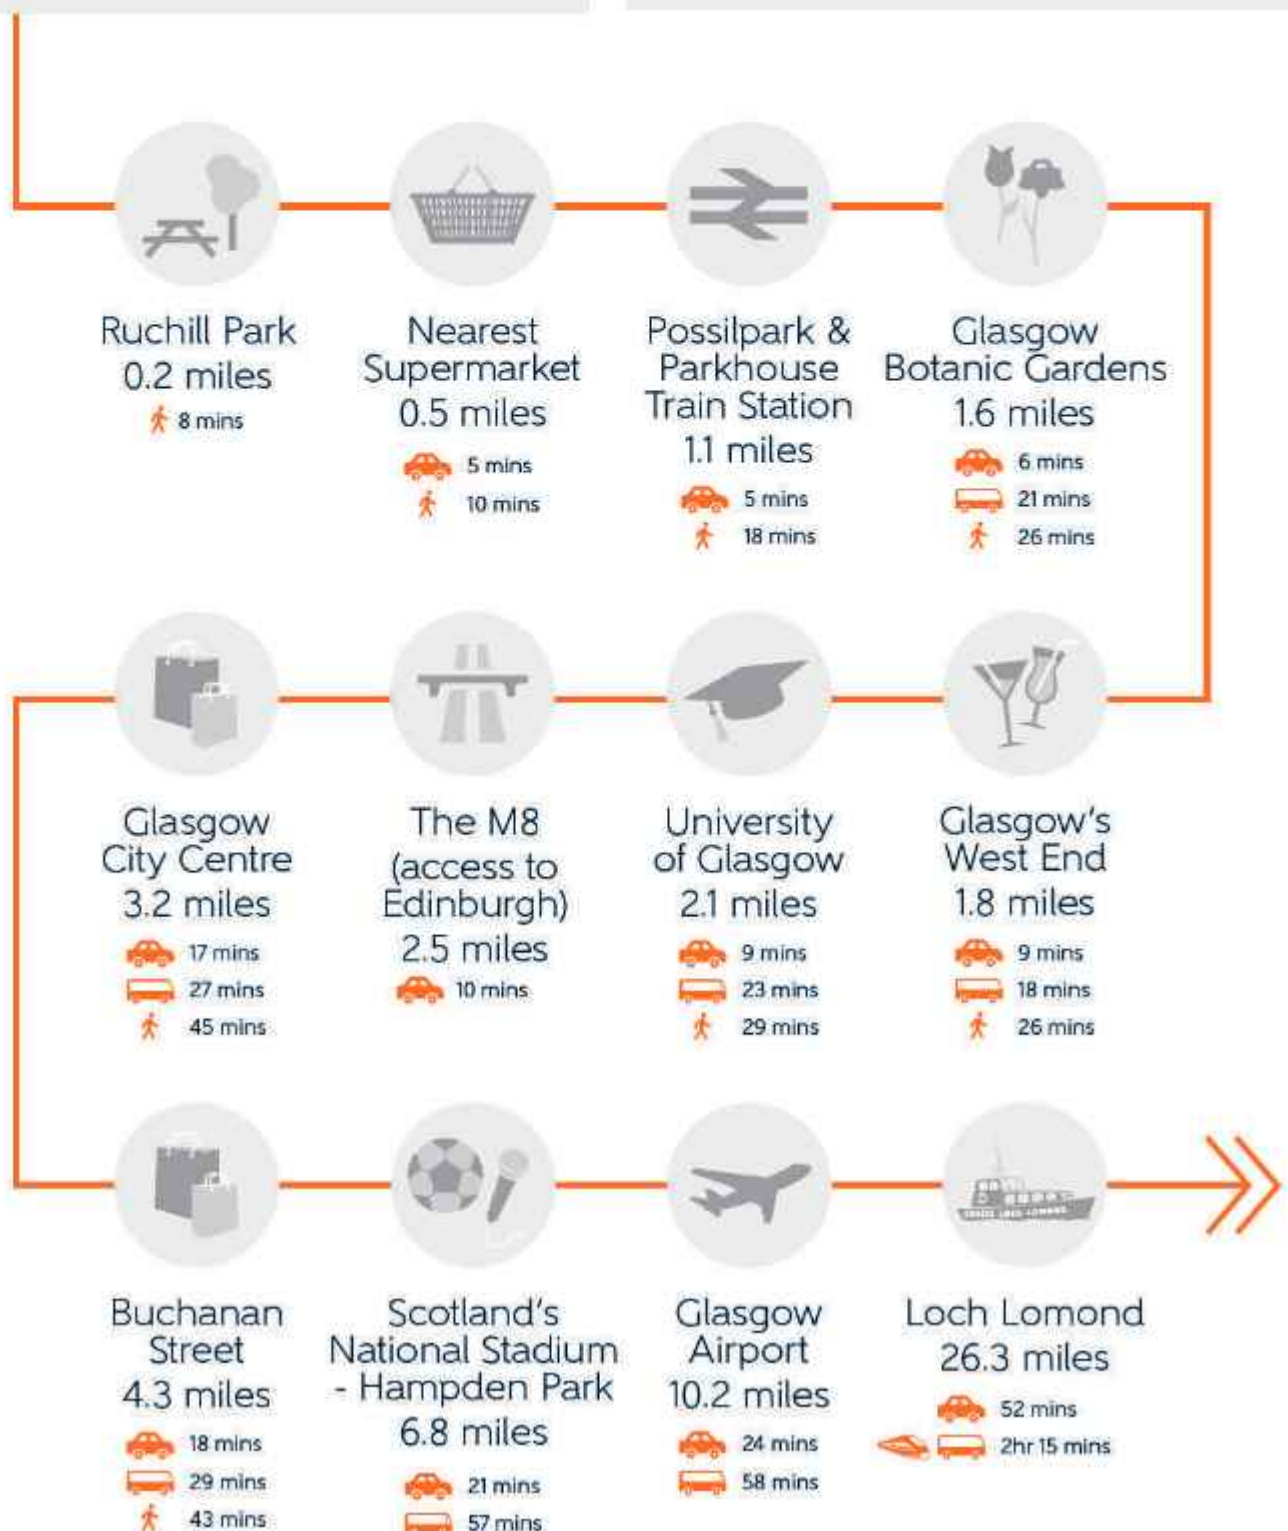 Ruchill Park
0.2 miles
8 mins
Nearest
Supermarket
0.5 miles
5 mins
10 mins
Possilpark &
Parkhouse
Train Station
1.1 miles
5 mins
18 mins
Glasgow
Botanic Gardens
1.6 miles
6 mins
21 mins
26 mins
Glasgow
City Centre
3.2 miles
17 mins
27 mins
45 mins
The M8
(access to
Edinburgh)
2.5 miles
10 mins
University
of Glasgow
2.1 miles
9 mins
23 mins
29 mins
Glasgow's
West End
1.8 miles
9 mins
18 mins
26 mins
Buchanan
Street
4.3 miles
18 mins
29 mins
43 mins
Scotland's
National Stadium
- Hampden Park
6.8 miles
21 mins
57 mins
Glasgow
Airport
10.2 miles
24 mins
58 mins
Loch Lomond
26.3 miles
52 mins
2hr 15 mins